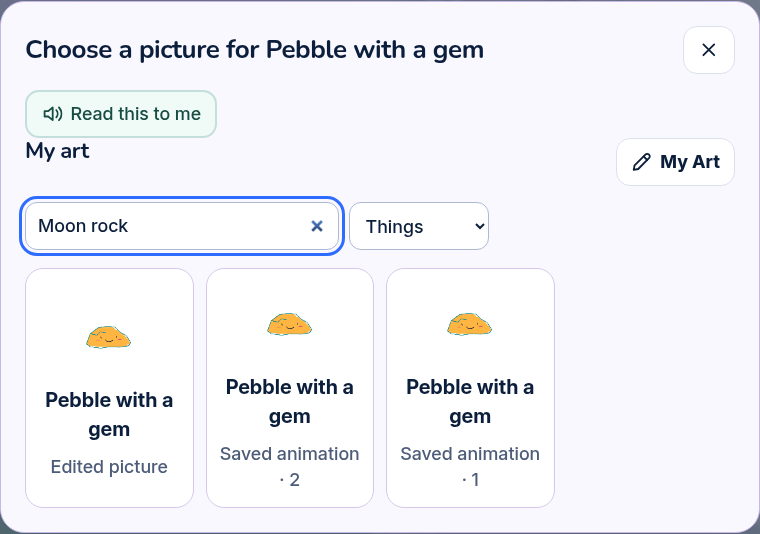 Choose a picture for Pebble with a gem
Read this to me
My art
My Art
Moon rock
Things
Pebble with a
gem
Edited picture
Pebble with a
gem
Saved animation
· 2
Pebble with a
gem
Saved animation
· 1